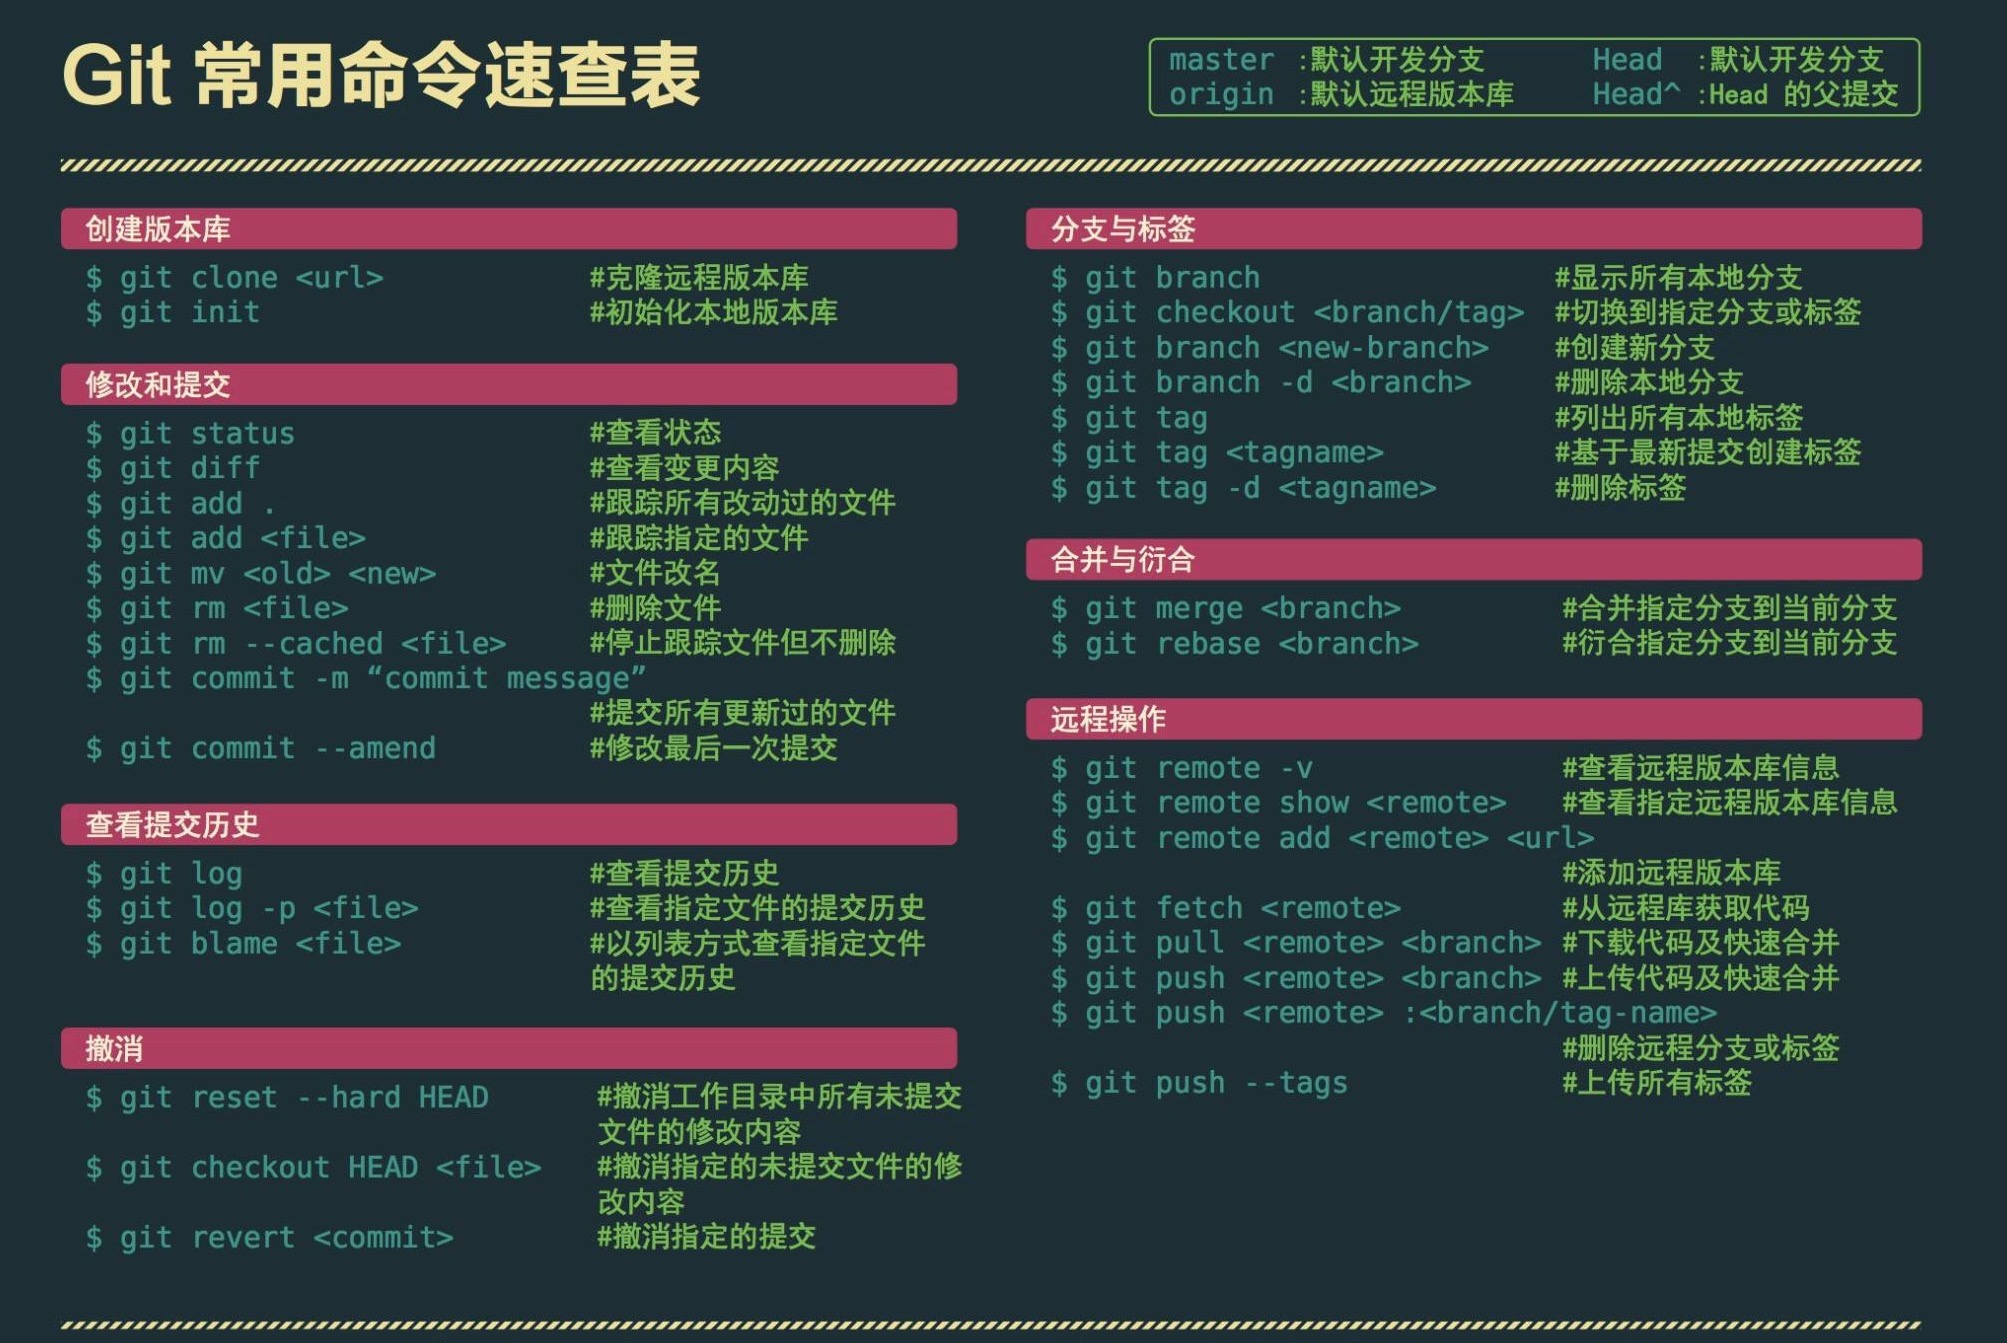 Git 常用命令速查表
master :默认开发分支 Head :默认开发分支
origin :默认远程版本库 Head^ :Head 的父提交
创建版本库
$ git clone <url> #克隆远程版本库
$ git init #初始化本地版本库
修改和提交
$ git status #查看状态
$ git diff #查看变更内容
$ git add . #跟踪所有改动过的文件
$ git add <file> #跟踪指定的文件
$ git mv <old> <new> #文件改名
$ git rm <file> #删除文件
$ git rm --cached <file> #停止跟踪文件但不删除
$ git commit -m “commit message”
#提交所有更新过的文件
$ git commit --amend #修改最后一次提交
查看提交历史
$ git log #查看提交历史
$ git log -p <file> #查看指定文件的提交历史
$ git blame <file> #以列表方式查看指定文件
的提交历史
撤消
$ git reset --hard HEAD #撤消工作目录中所有未提交
文件的修改内容
$ git checkout HEAD <file> #撤消指定的未提交文件的修
改内容
$ git revert <commit> #撤消指定的提交
分支与标签
$ git branch #显示所有本地分支
$ git checkout <branch/tag> #切换到指定分支或标签
$ git branch <new-branch> #创建新分支
$ git branch -d <branch> #删除本地分支
$ git tag #列出所有本地标签
$ git tag <tagname> #基于最新提交创建标签
$ git tag -d <tagname> #删除标签
合并与衍合
$ git merge <branch> #合并指定分支到当前分支
$ git rebase <branch> #衍合指定分支到当前分支
远程操作
$ git remote -v #查看远程版本库信息
$ git remote show <remote> #查看指定远程版本库信息
$ git remote add <remote> <url>
#添加远程版本库
$ git fetch <remote> #从远程库获取代码
$ git pull <remote> <branch> #下载代码及快速合并
$ git push <remote> <branch> #上传代码及快速合并
$ git push <remote> :<branch/tag-name>
#删除远程分支或标签
$ git push --tags #上传所有标签